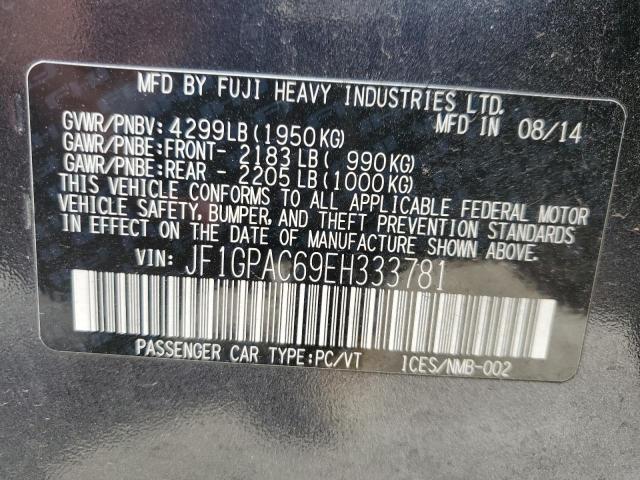 MFD BY FUJI HEAVY INDUSTRIES LTD.
MFD IN 08/14
GVWR/PNBV: 4299LB(1950KG)
GAWR/PNBE:FRONT- 2183LB( 990KG)
GAWR/PNBE:REAR - 2205LB(1000KG)
THIS VEHICLE CONFORMS TO ALL APPLICABLE FEDERAL MOTOR
VEHICLE SAFETY, BUMPER, AND THEFT PREVENTION STANDARDS
IN EFFECT ON THE DATE OF MANUFACTURE SHOWN ABOVE.
VIN: JF1GPAC69EH333781
PASSENGER CAR TYPE:PC/VT ICES/NMB-002